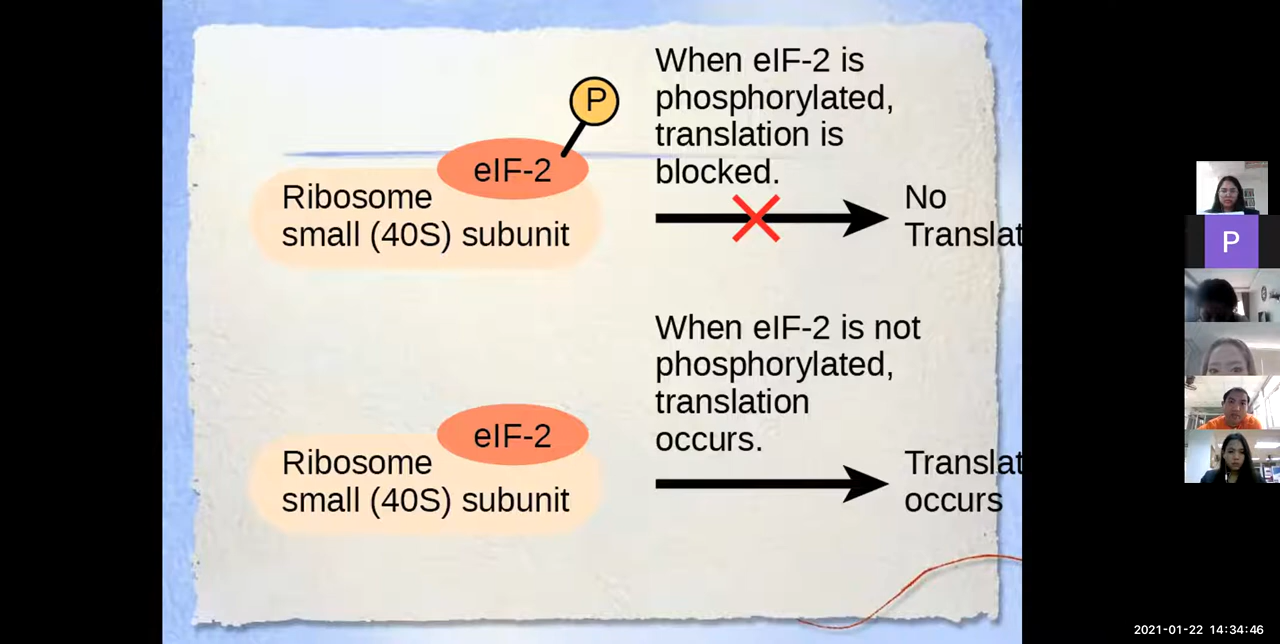 When eIF-2 is
phosphorylated,
translation is
blocked.
P
eIF-2
Ribosome
small (40S) subunit
No
Translat
When eIF-2 is not
phosphorylated,
translation
occurs.
eIF-2
Ribosome
small (40S) subunit
Translat
occurs
P
2021-01-22 14:34:46